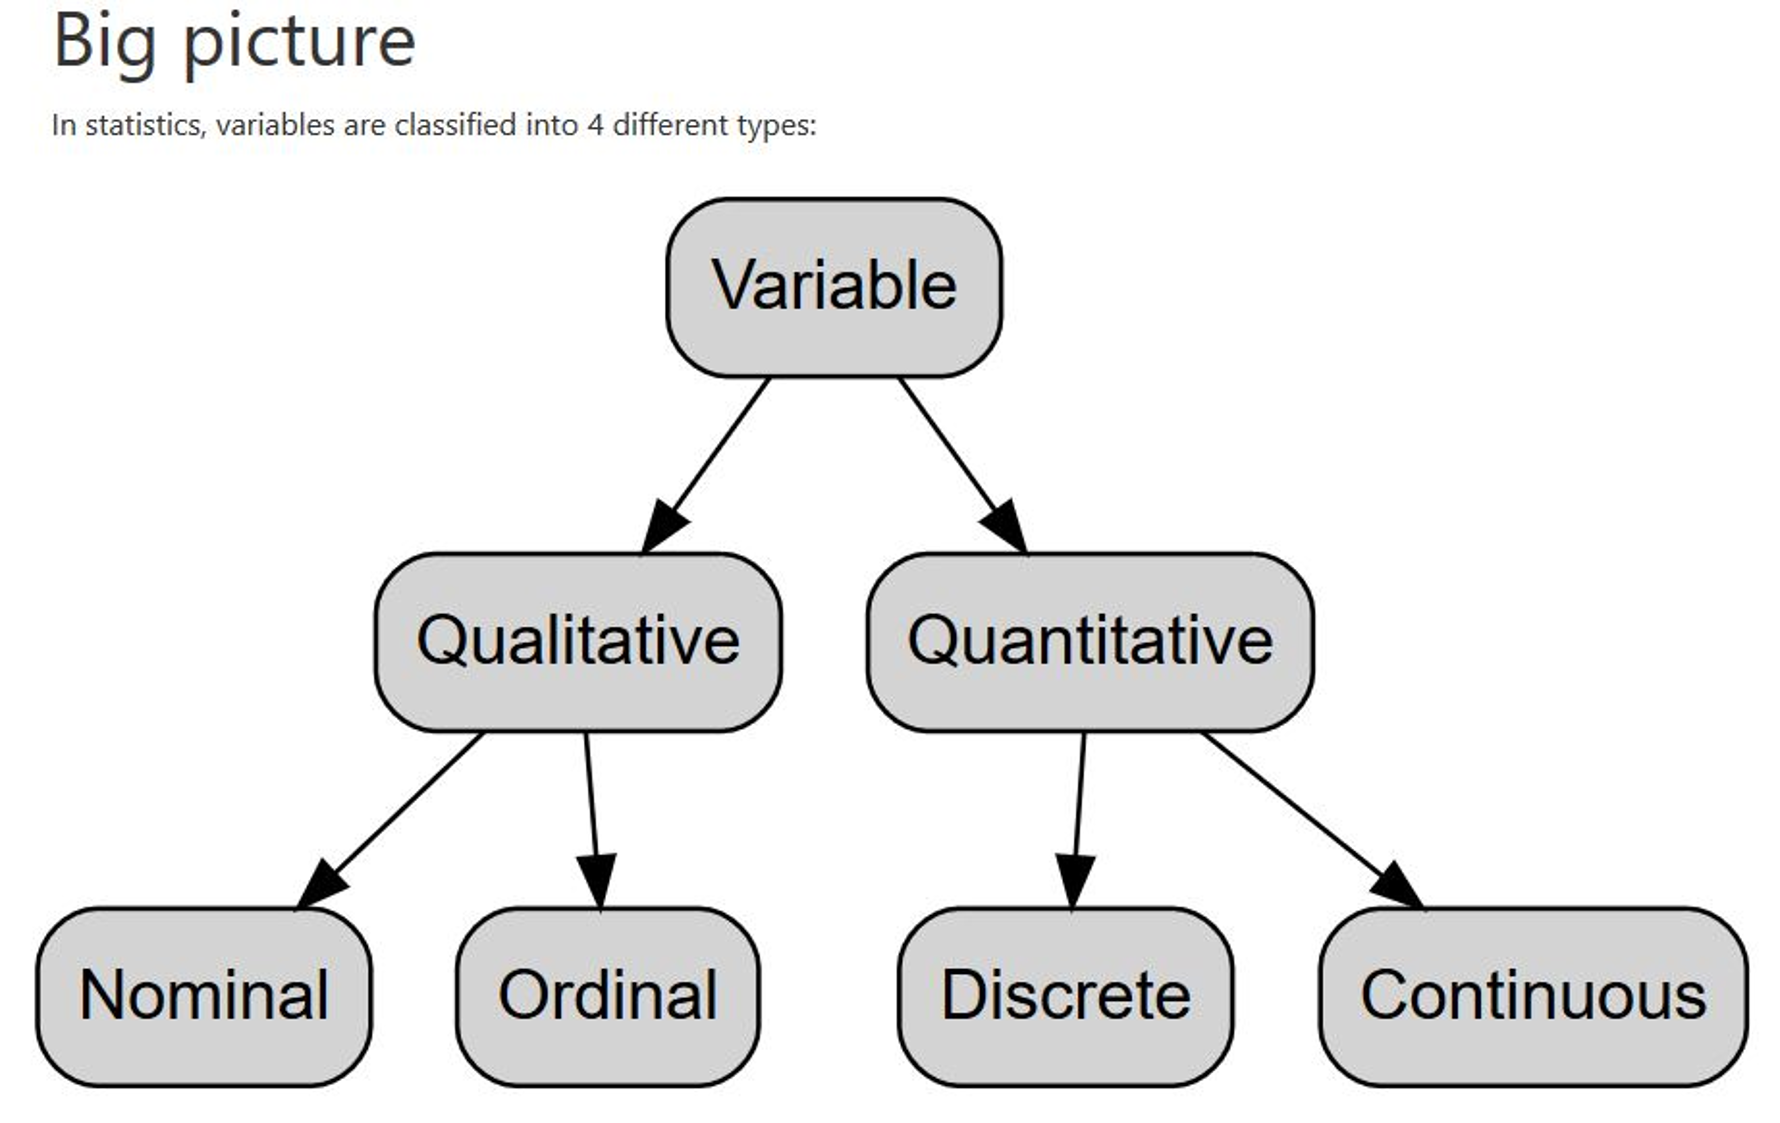 Big picture
In statistics, variables are classified into 4 different types:
Variable
Qualitative
Quantitative
Nominal
Ordinal
Discrete
Continuous